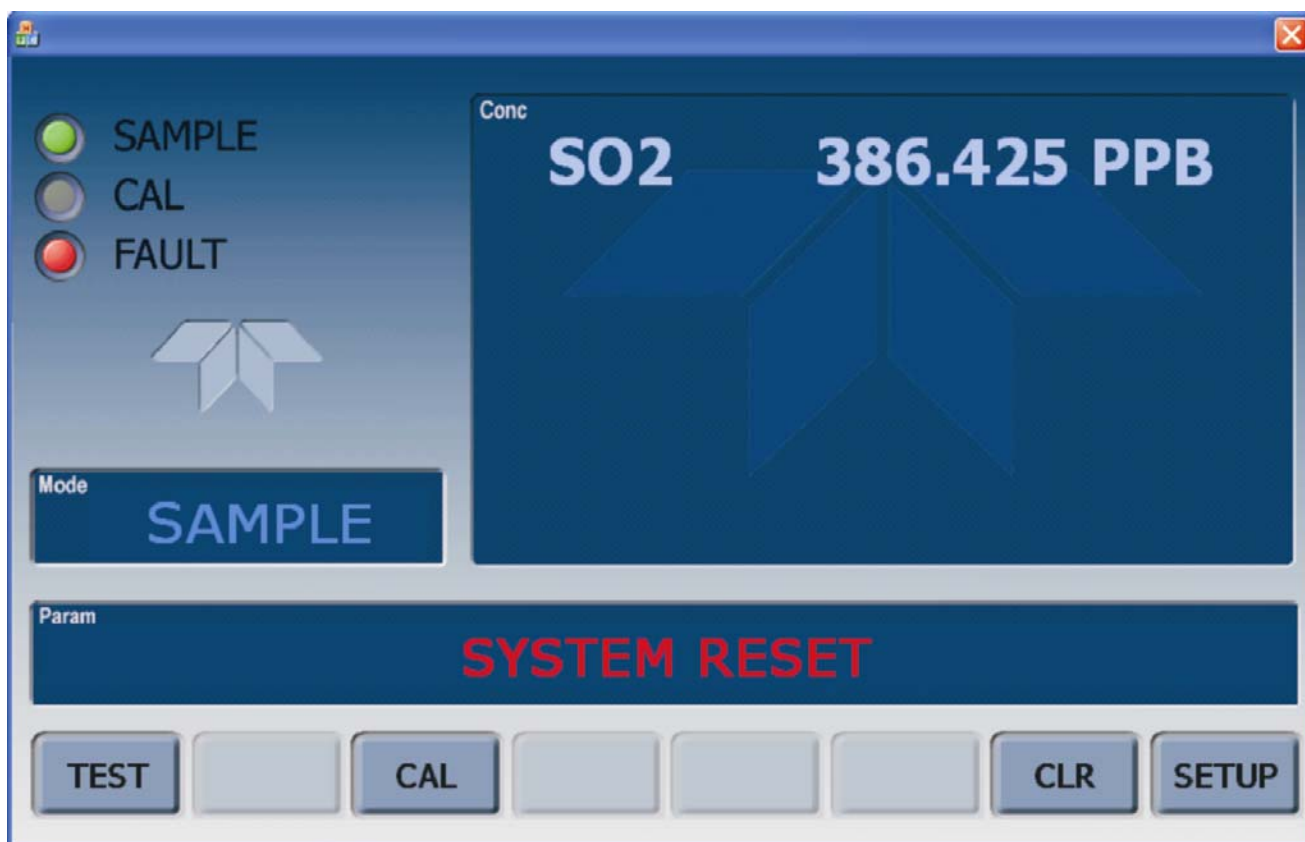 SAMPLE
CAL
FAULT
Conc
SO2 386.425 PPB
Mode
SAMPLE
Param
SYSTEM RESET
TEST CAL CLR SETUP